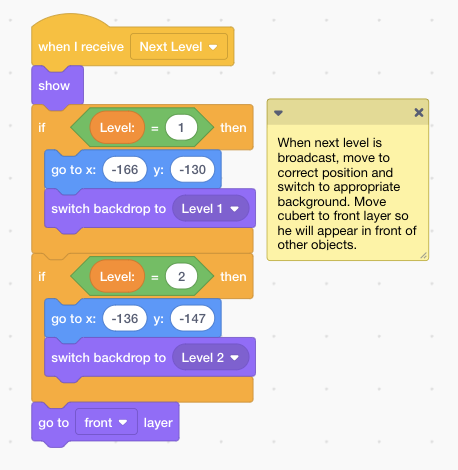 when I receive Next Level
show
if Level: = 1 then
go to x: -166 y: -130
switch backdrop to Level 1
if Level: = 2 then
go to x: -136 y: -147
switch backdrop to Level 2
go to front layer
When next level is
broadcast, move to
correct position and
switch to appropriate
background. Move
cubert to front layer so
he will appear in front of
other objects.